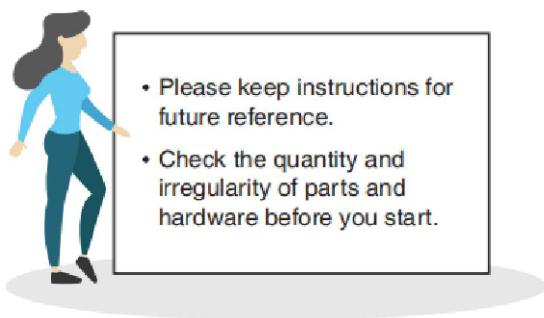 • Please keep instructions for
future reference.
• Check the quantity and
irregularity of parts and
hardware before you start.